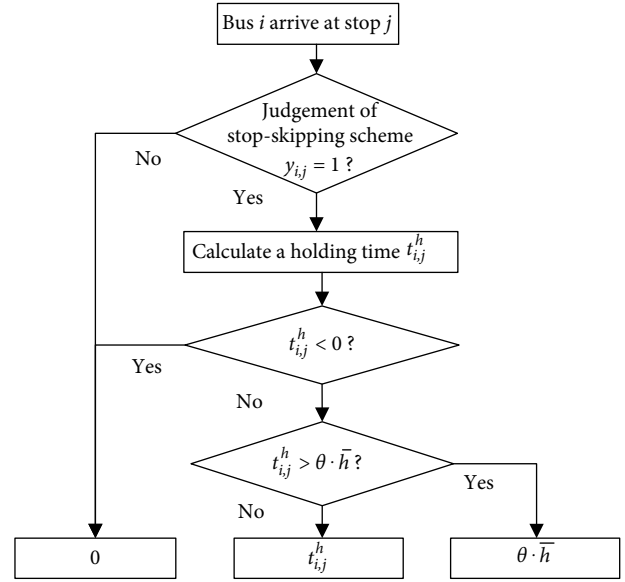 Bus i arrive at stop j
Judgement of
stop-skipping scheme
y_{i,j} = 1 ?
No
Yes
Calculate a holding time t^h_{i,j}
t^h_{i,j} < 0 ?
Yes
No
t^h_{i,j} > θ · h̅ ?
Yes
No
0
t^h_{i,j}
θ · h̅